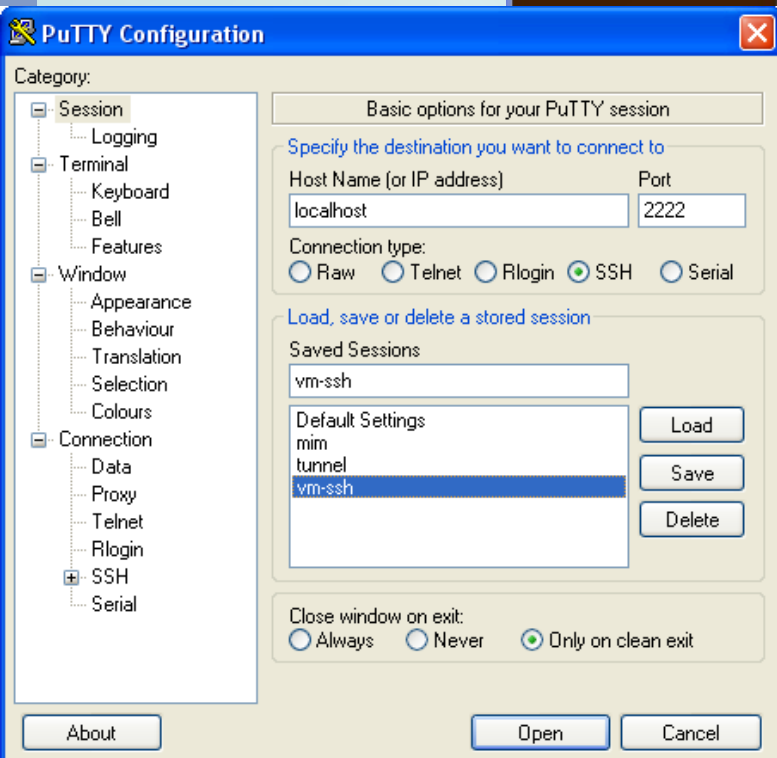 PuTTY Configuration
Category:
Session
Logging
Terminal
Keyboard
Bell
Features
Window
Appearance
Behaviour
Translation
Selection
Colours
Connection
Data
Proxy
Telnet
Rlogin
SSH
Serial
Basic options for your PuTTY session
Specify the destination you want to connect to
Host Name (or IP address) Port
localhost 2222
Connection type:
Raw Telnet Rlogin SSH Serial
Load, save or delete a stored session
Saved Sessions
vm-ssh
Default Settings
mim
tunnel
vm-ssh
Load
Save
Delete
Close window on exit:
Always Never Only on clean exit
About Open Cancel